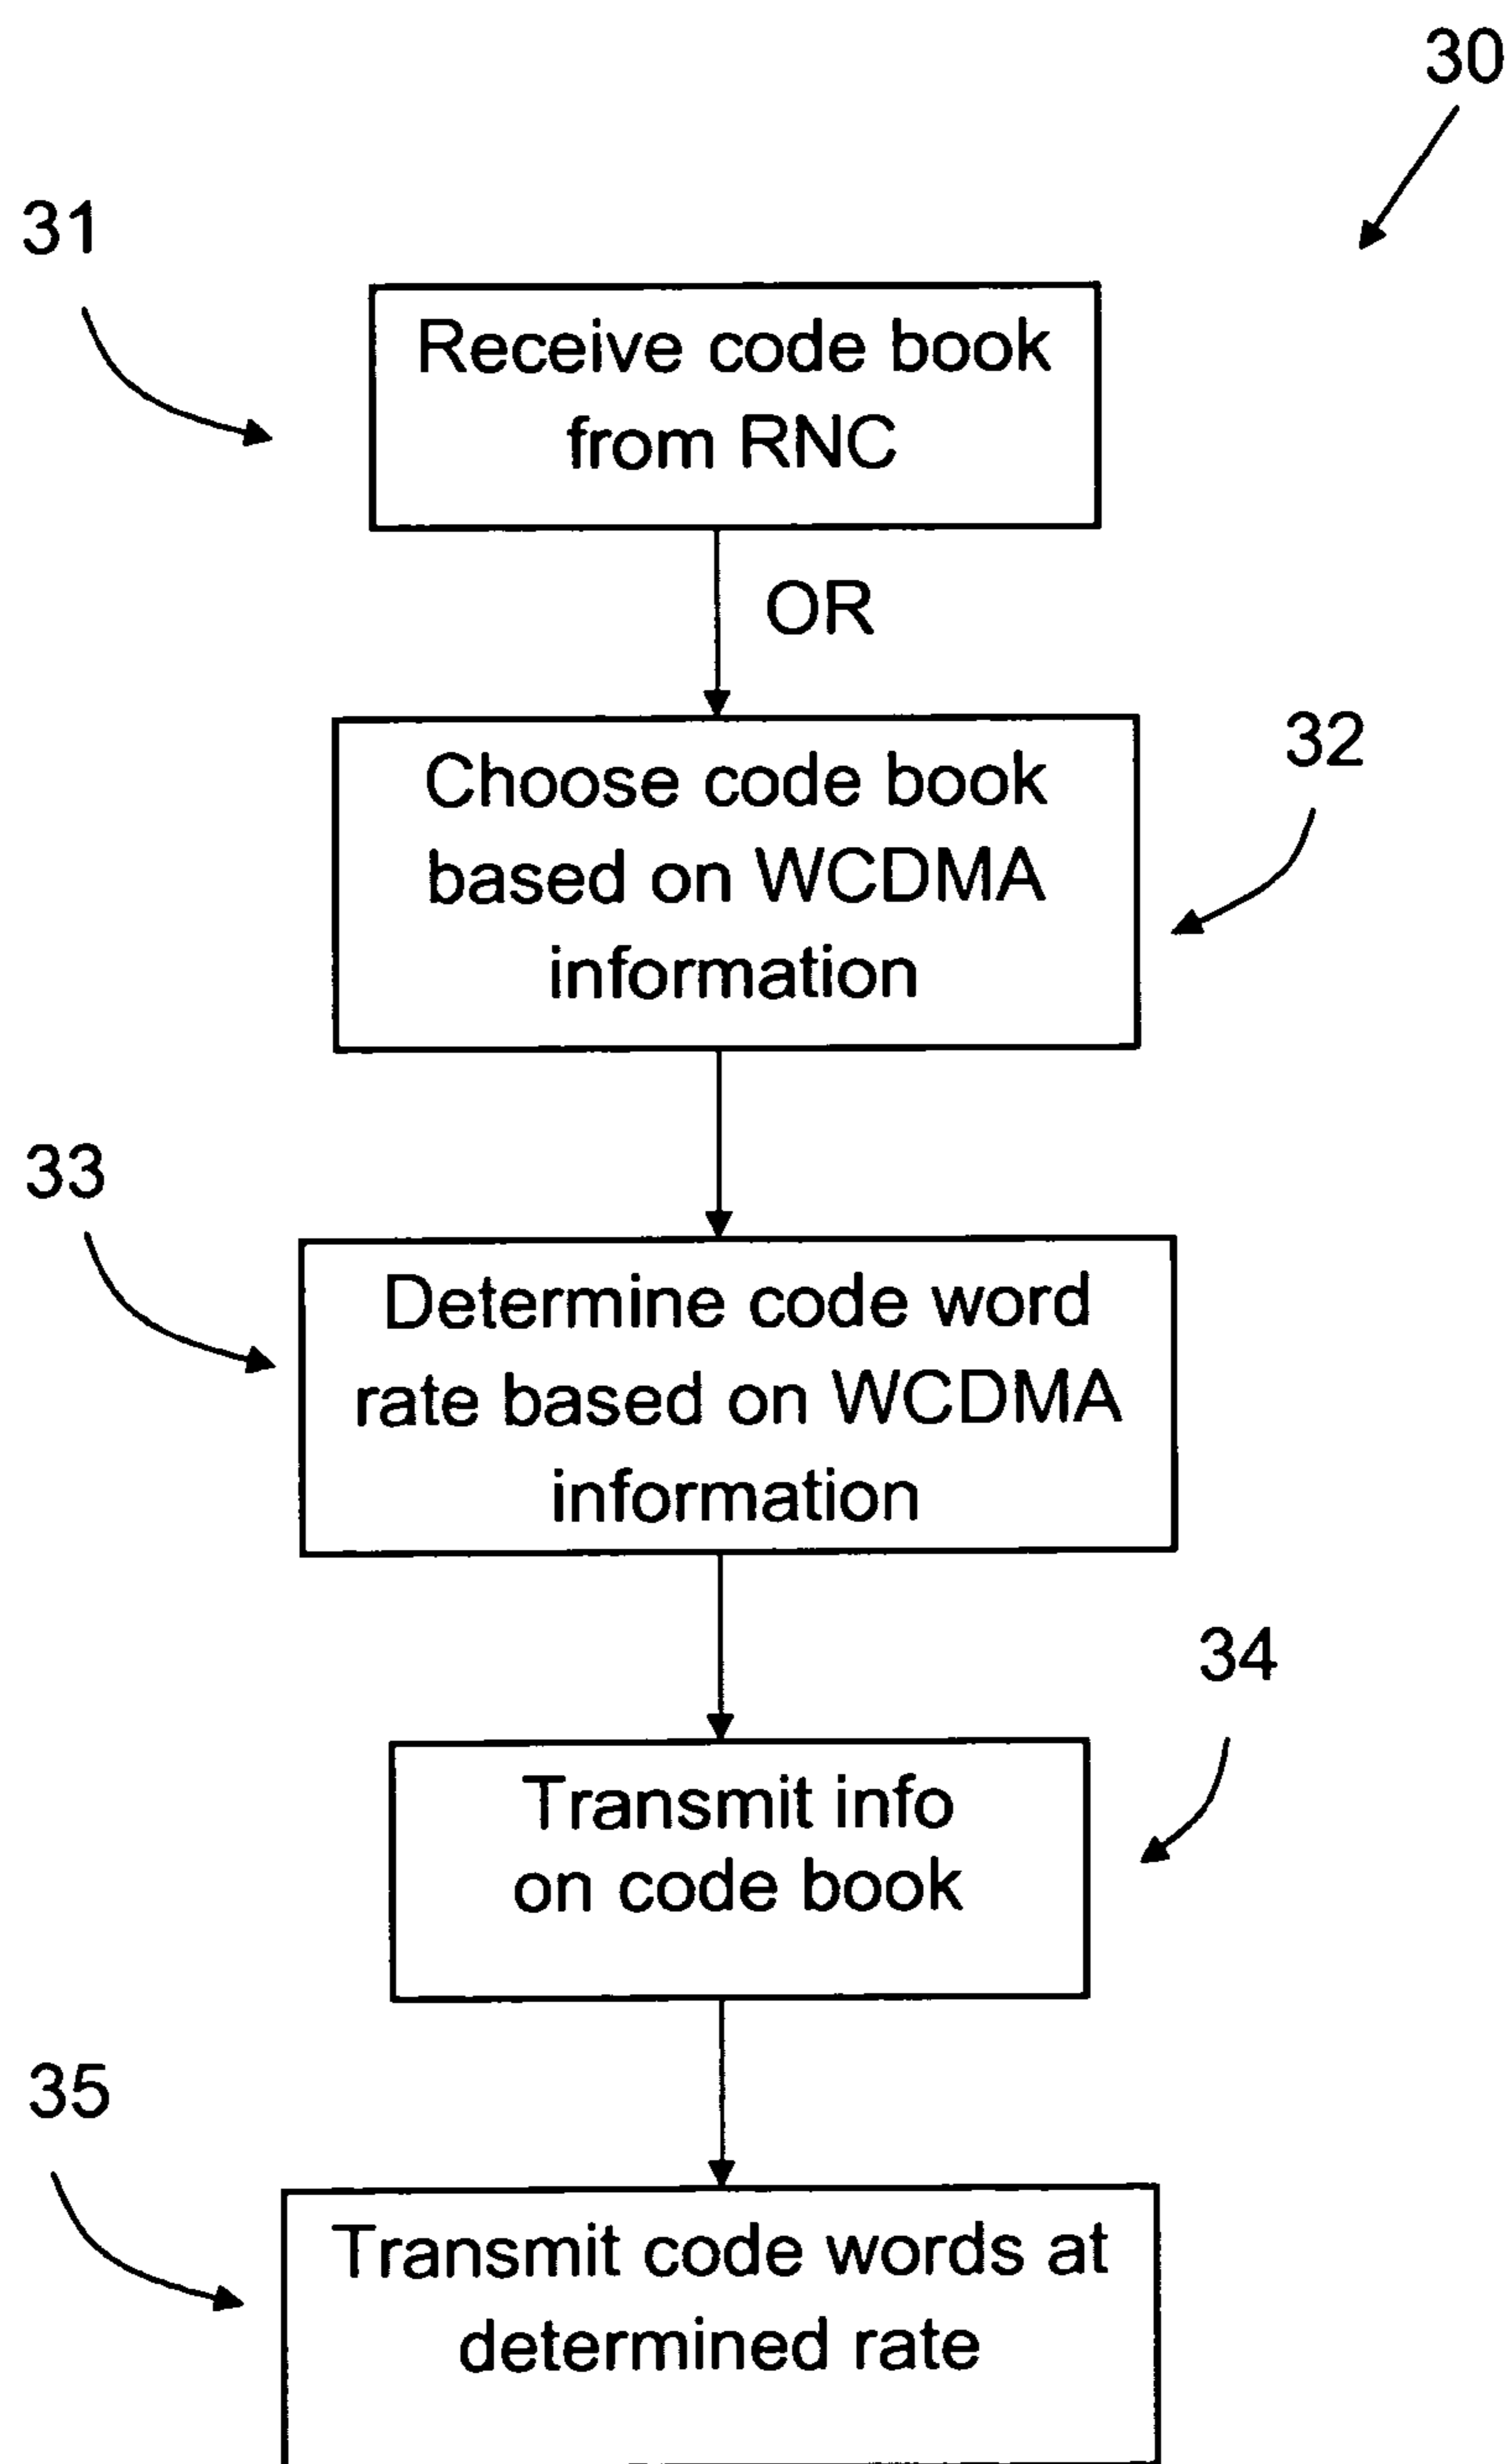 30
31
Receive code book
from RNC
OR
32
Choose code book
based on WCDMA
information
33
Determine code word
rate based on WCDMA
information
34
Transmit info
on code book
35
Transmit code words at
determined rate